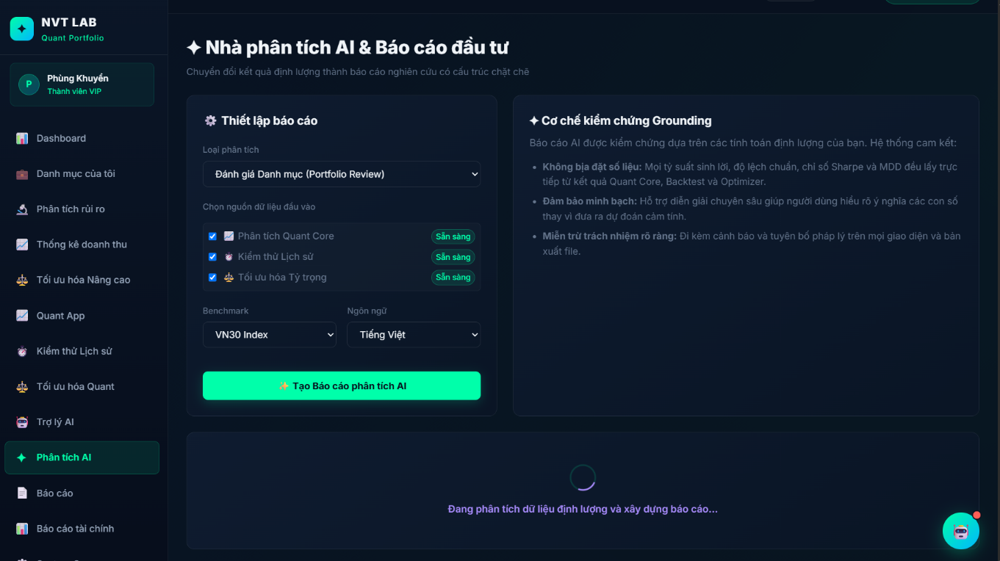 NVT LAB
Quant Portfolio
P
Phùng Khuyển
Thành viên VIP
Dashboard
Danh mục của tôi
Phân tích rủi ro
Thống kê doanh thu
Tối ưu hóa Nâng cao
Quant App
Kiểm thử Lịch sử
Tối ưu hóa Quant
Trợ lý AI
Phân tích AI
Báo cáo
Báo cáo tài chính
Nhà phân tích AI & Báo cáo đầu tư
Chuyển đổi kết quả định lượng thành báo cáo nghiên cứu có cấu trúc chặt chẽ
Thiết lập báo cáo
Loại phân tích
Đánh giá Danh mục (Portfolio Review)
Chọn nguồn dữ liệu đầu vào
Phân tích Quant Core Sẵn sàng
Kiểm thử Lịch sử Sẵn sàng
Tối ưu hóa Tỷ trọng Sẵn sàng
Benchmark Ngôn ngữ
VN30 Index Tiếng Việt
✨ Tạo Báo cáo phân tích AI
Cơ chế kiểm chứng Grounding
Báo cáo AI được kiểm chứng dựa trên các tính toán định lượng của bạn. Hệ thống cam kết:
• Không bịa đặt số liệu: Mọi tỷ suất sinh lời, độ lệch chuẩn, chỉ số Sharpe và MDD đều lấy trực
tiếp từ kết quả Quant Core, Backtest và Optimizer.
• Đảm bảo minh bạch: Hỗ trợ diễn giải chuyên sâu giúp người dùng hiểu rõ ý nghĩa các con số
thay vì đưa ra dự đoán cảm tính.
• Miễn trừ trách nhiệm rõ ràng: Đi kèm cảnh báo và tuyên bố pháp lý trên mọi giao diện và bản
xuất file.
Đang phân tích dữ liệu định lượng và xây dựng báo cáo...